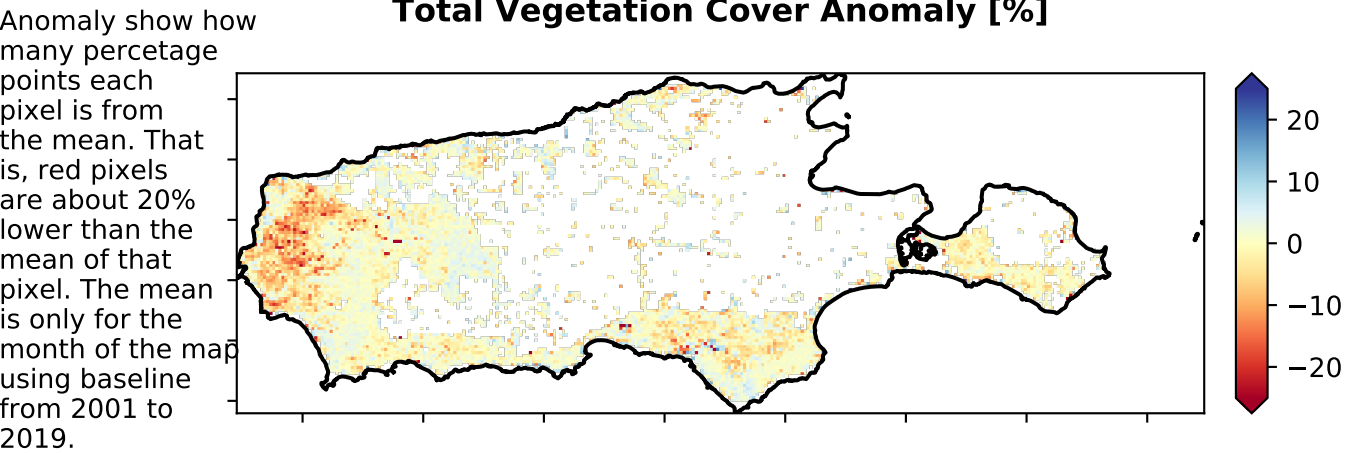 Total Vegetation Cover Anomaly [%]
Anomaly show how
many percetage
points each
pixel is from
the mean. That
is, red pixels
are about 20%
lower than the
mean of that
pixel. The mean
is only for the
month of the map
using baseline
from 2001 to
2019.
20
10
0
−10
−20